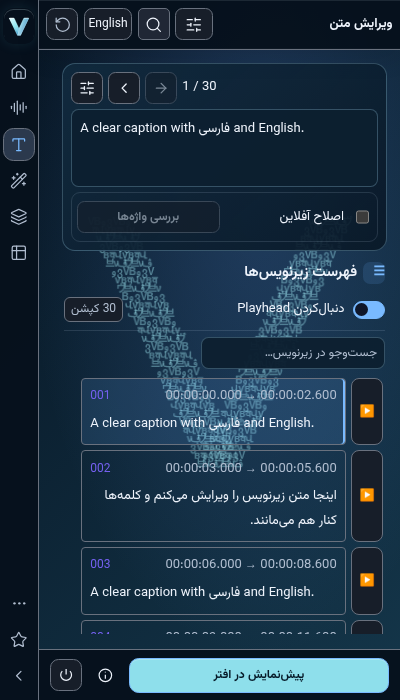 ویرایش متن
English
1 / 30
A clear caption with فارسی and English.
اصلاح آفلاین
بررسی واژه‌ها
فهرست زیرنویس‌ها
دنبال‌کردن Playhead
30 کپشن
جست‌وجو در زیرنویس...
001
00:00:00.000 → 00:00:02.600
A clear caption with فارسی and English.
002
00:00:03.000 → 00:00:05.600
اینجا متن زیرنویس را ویرایش می‌کنم و کلمه‌ها
کنار هم می‌مانند.
003
00:00:06.000 → 00:00:08.600
A clear caption with فارسی and English.
پیش‌نمایش در افتر